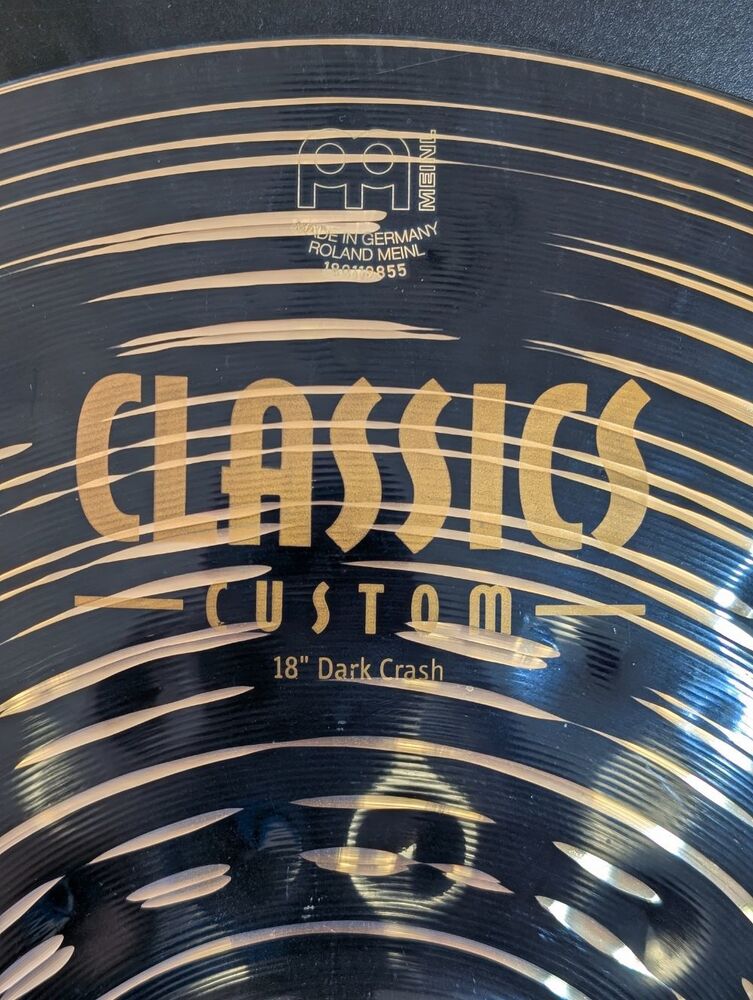 MEINL
MADE IN GERMANY
ROLAND MEINL
CLASSICS
CUSTOM
18" Dark Crash